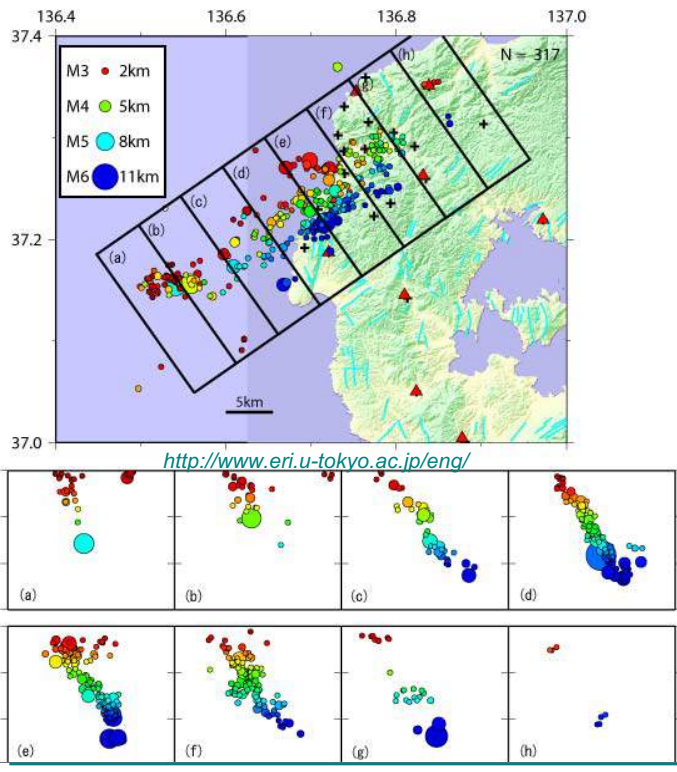 136.4 136.6 136.8 137.0
37.4
37.2
37.0
M3 2km
M4 5km
M5 8km
M6 11km
N = 317
(h)
(g)
(f)
(e)
(d)
(c)
(b)
(a)
5km
http://www.eri.u-tokyo.ac.jp/eng/
(a) (b) (c) (d)
(e) (f) (g) (h)